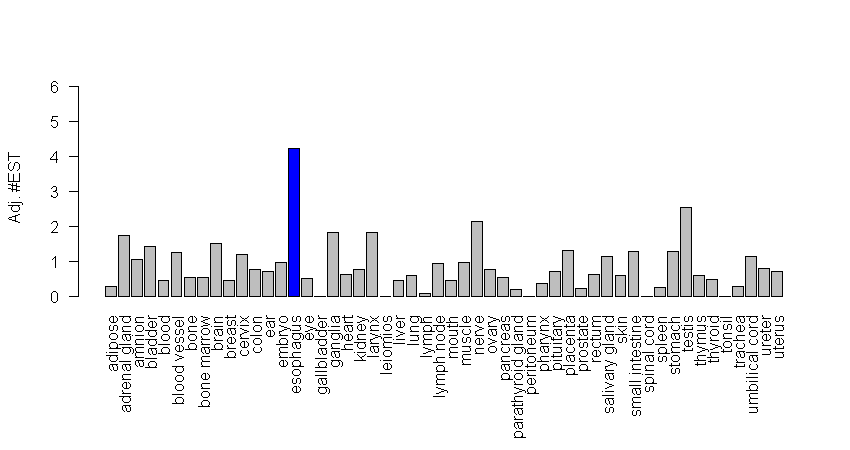 6
5
4
3
2
1
0
Adj. #EST
adipose
adrenal gland
amnion
bladder
blood
blood vessel
bone
bone marrow
brain
breast
cervix
colon
ear
embryo
esophagus
eye
gallbladder
ganglia
heart
kidney
larynx
leiomios
liver
lung
lymph
lymph node
mouth
muscle
nerve
ovary
pancreas
parathyroid gland
peritoneum
pharynx
pituitary
placenta
prostate
rectum
salivary gland
skin
small intestine
spinal cord
spleen
stomach
testis
thymus
thyroid
tonsil
trachea
umbilical cord
ureter
uterus